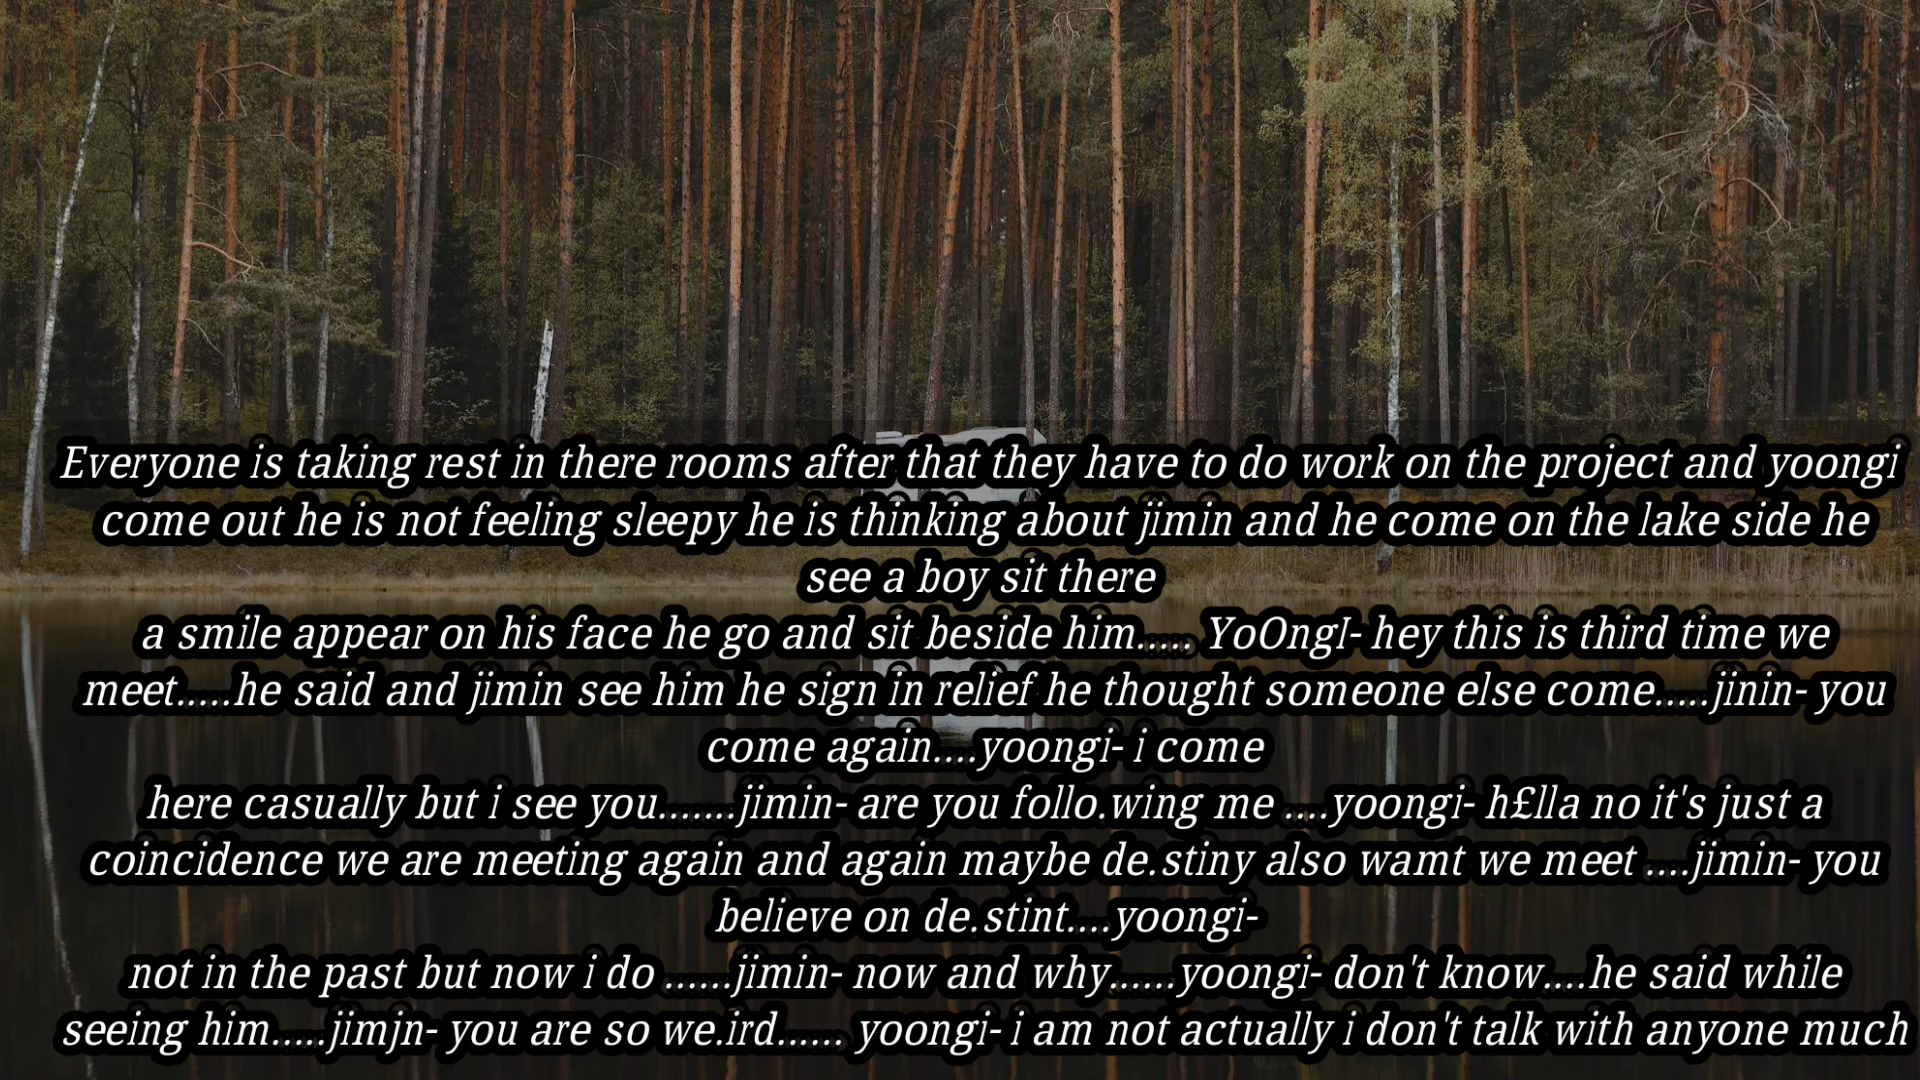 Everyone is taking rest in there rooms after that they have to do work on the project and yoongi
come out he is not feeling sleepy he is thinking about jimin and he come on the lake side he
see a boy sit there
a smile appear on his face he go and sit beside him..... YoOngI- hey this is third time we
meet.....he said and jimin see him he sign in relief he thought someone else come.....jinin- you
come again....yoongi- i come
here casually but i see you.......jimin- are you follo.wing me ....yoongi- h£lla no it's just a
coincidence we are meeting again and again maybe de.stiny also wamt we meet ....jimin- you
believe on de.stint....yoongi-
not in the past but now i do ......jimin- now and why......yoongi- don't know....he said while
seeing him.....jimjn- you are so we.ird...... yoongi- i am not actually i don't talk with anyone much